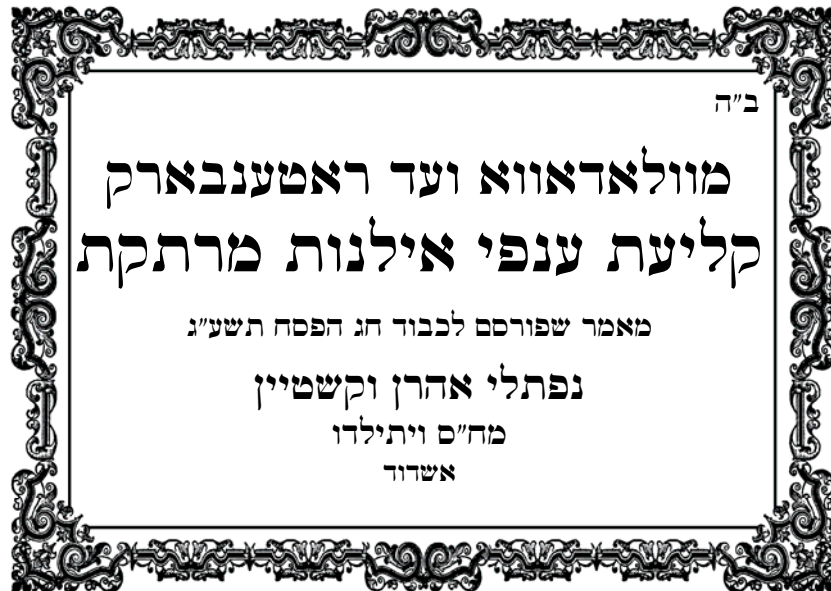 ב״ה
מוולאדאווא ועד ראטענבארק
קליעת ענפי אילנות מרתקת
מאמר שפורסם לכבוד חג הפסח תשע״ג
נפתלי אהרן וקשטיין
מח״ס ויתילדו
אשדוד